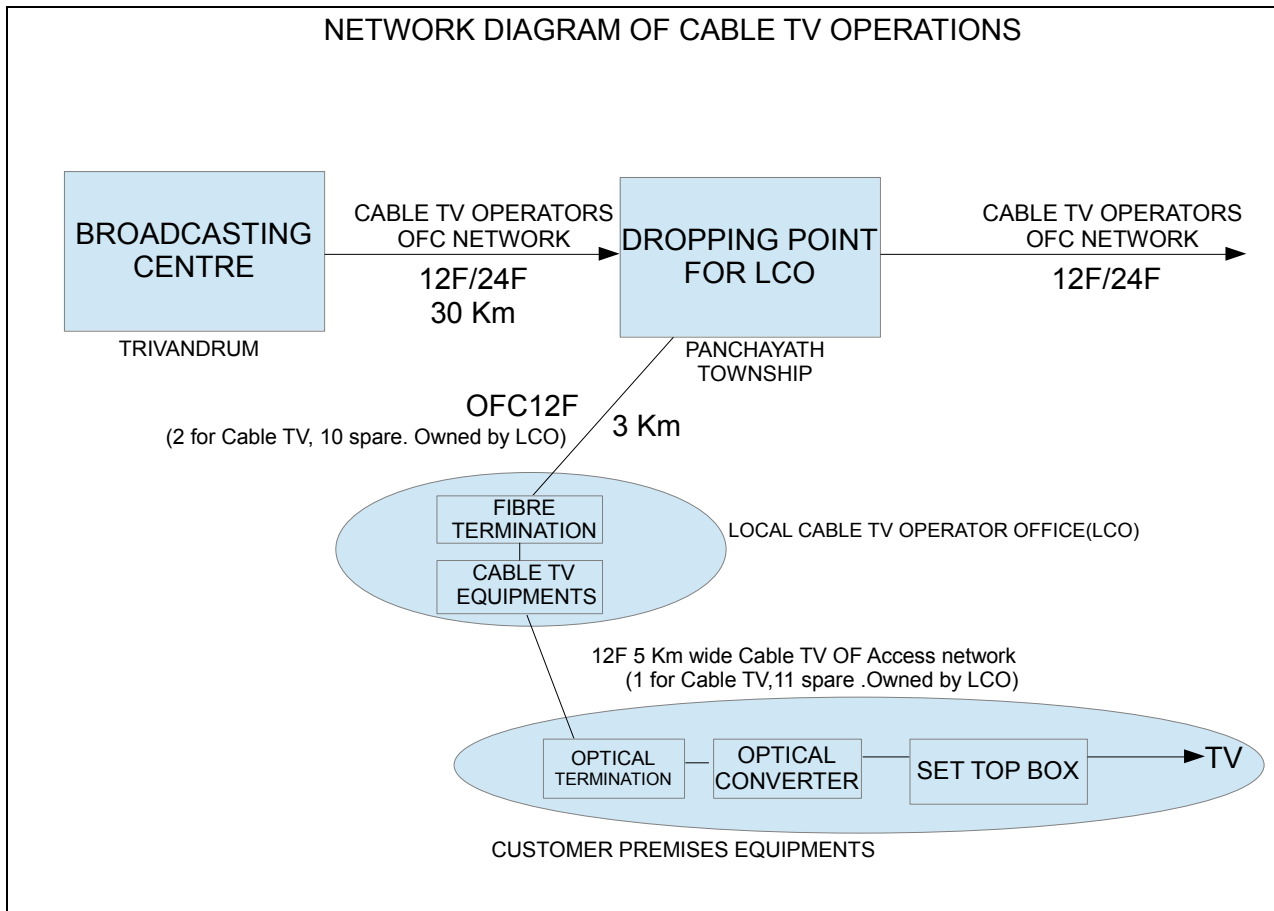 NETWORK DIAGRAM OF CABLE TV OPERATIONS
BROADCASTING
CENTRE
TRIVANDRUM
CABLE TV OPERATORS
OFC NETWORK
12F/24F
30 Km
DROPPING POINT
FOR LCO
PANCHAYATH
TOWNSHIP
CABLE TV OPERATORS
OFC NETWORK
12F/24F
OFC12F
(2 for Cable TV, 10 spare. Owned by LCO)
3 Km
FIBRE
TERMINATION
CABLE TV
EQUIPMENTS
LOCAL CABLE TV OPERATOR OFFICE(LCO)
12F 5 Km wide Cable TV OF Access network
(1 for Cable TV,11 spare .Owned by LCO)
OPTICAL
TERMINATION
OPTICAL
CONVERTER
SET TOP BOX
TV
CUSTOMER PREMISES EQUIPMENTS